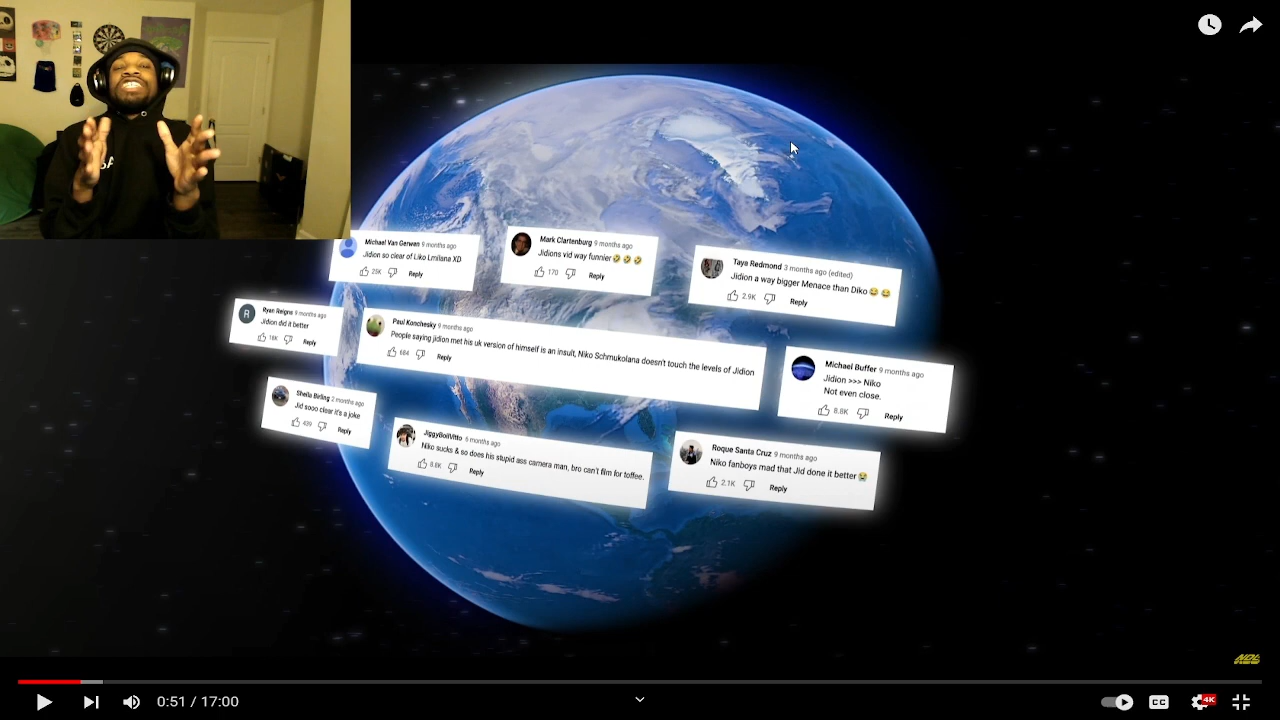 Michael Van Gerwen 9 months ago
Jidion so clear of Liko Lmilana XD
25K Reply
Mark Clartenburg 9 months ago
Jidions vid way funnier🤣🤣🤣
170 Reply
Taya Redmond 3 months ago (edited)
Jidion a way bigger Menace than Diko😂😂
2.9K Reply
R
Ryan Reigns 9 months ago
Jidion did it better
18K Reply
Paul Konchesky 9 months ago
People saying jidion met his uk version of himself is an insult, Niko Schmukolana doesn't touch the levels of Jidion
684 Reply
Michael Buffer 9 months ago
Jidion >>> Niko
Not even close.
8.8K Reply
Sheila Birling 2 months ago
Jid sooo clear it's a joke
439 Reply
JiggyBollVitto 6 months ago
Niko sucks & so does his stupid ass camera man, bro can't film for toffee.
8.8K Reply
Roque Santa Cruz 9 months ago
Niko fanboys mad that Jid done it better😭
2.1K Reply
NDL
0:51 / 17:00
CC
4K